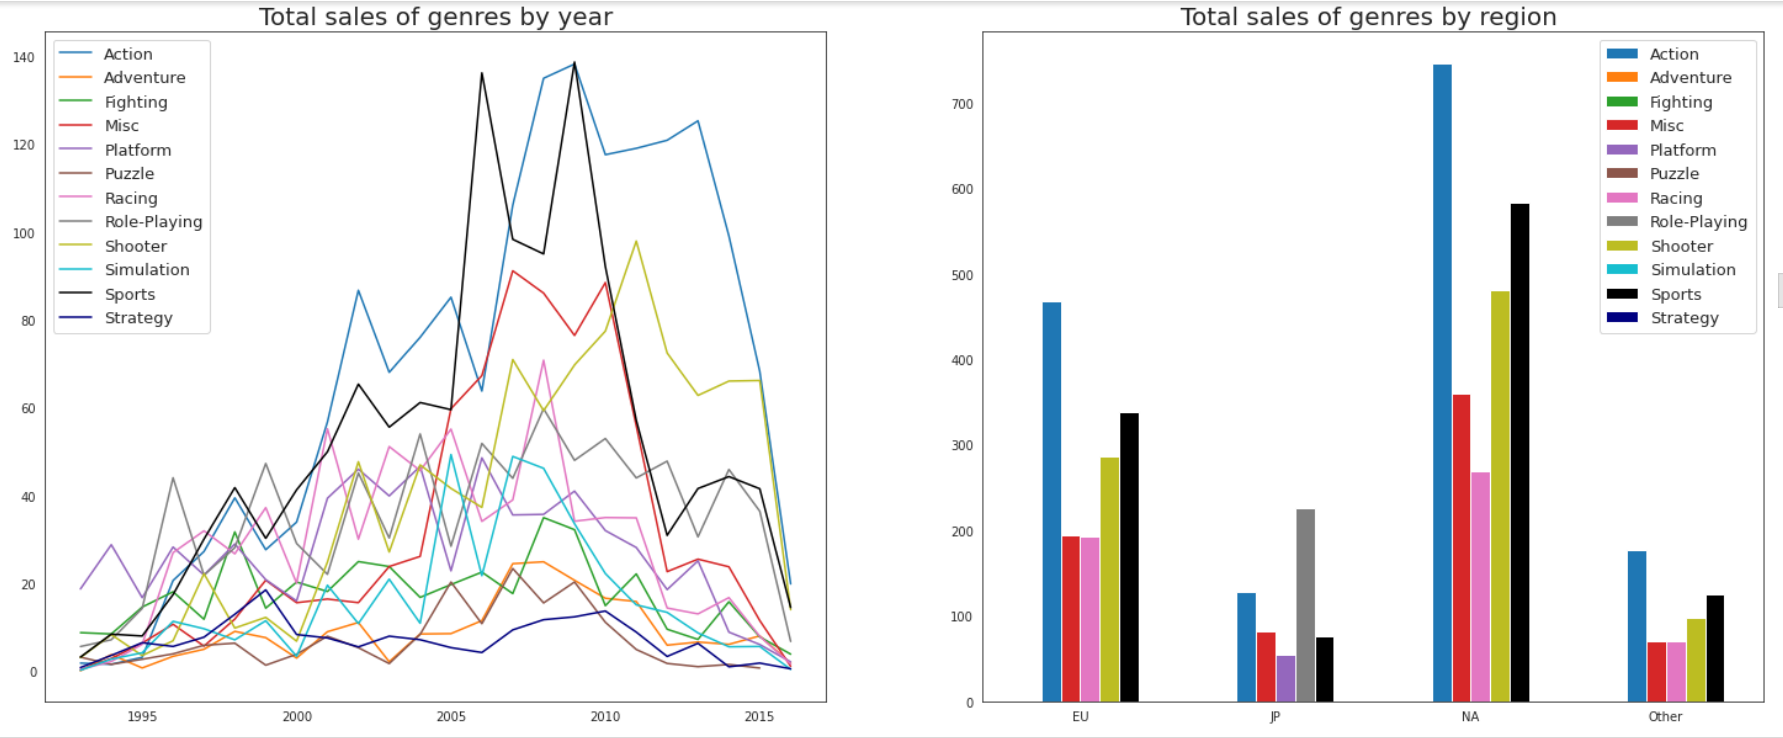 Total sales of genres by year
140
120
100
80
60
40
20
0
1995
2000
2005
2010
2015
Action
Adventure
Fighting
Misc
Platform
Puzzle
Racing
Role-Playing
Shooter
Simulation
Sports
Strategy
Total sales of genres by region
700
600
500
400
300
200
100
0
EU
JP
NA
Other
Action
Adventure
Fighting
Misc
Platform
Puzzle
Racing
Role-Playing
Shooter
Simulation
Sports
Strategy